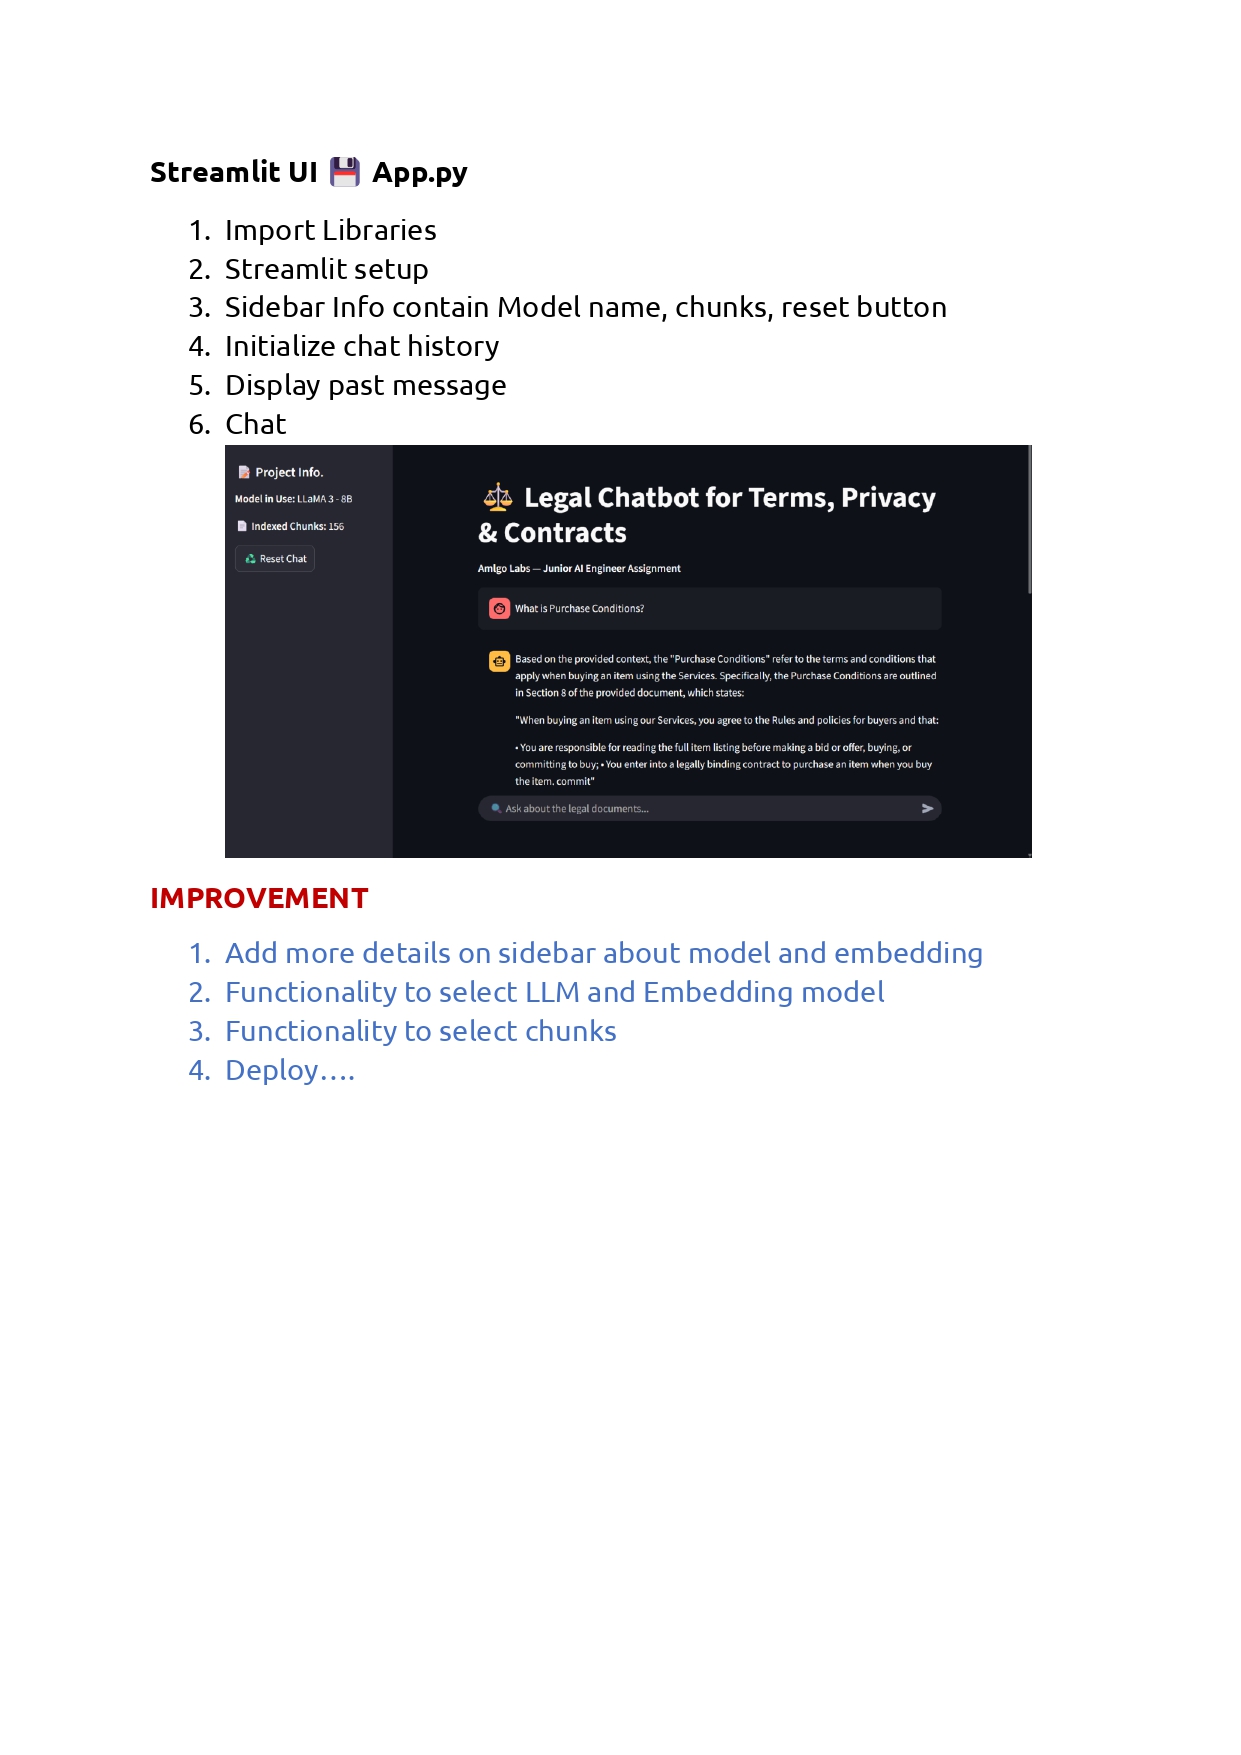 Streamlit UI 💾 App.py
1. Import Libraries
2. Streamlit setup
3. Sidebar Info contain Model name, chunks, reset button
4. Initialize chat history
5. Display past message
6. Chat
📝 Project Info.
Model in Use: LLaMA 3 - 8B
📄 Indexed Chunks: 156
♻️ Reset Chat
⚖️ Legal Chatbot for Terms, Privacy
& Contracts
Amlgo Labs — Junior AI Engineer Assignment
What is Purchase Conditions?
Based on the provided context, the "Purchase Conditions" refer to the terms and conditions that
apply when buying an item using the Services. Specifically, the Purchase Conditions are outlined
in Section 8 of the provided document, which states:
"When buying an item using our Services, you agree to the Rules and policies for buyers and that:
• You are responsible for reading the full item listing before making a bid or offer, buying, or
committing to buy; • You enter into a legally binding contract to purchase an item when you buy
the item. commit"
🔍 Ask about the legal documents...
IMPROVEMENT
1. Add more details on sidebar about model and embedding
2. Functionality to select LLM and Embedding model
3. Functionality to select chunks
4. Deploy....